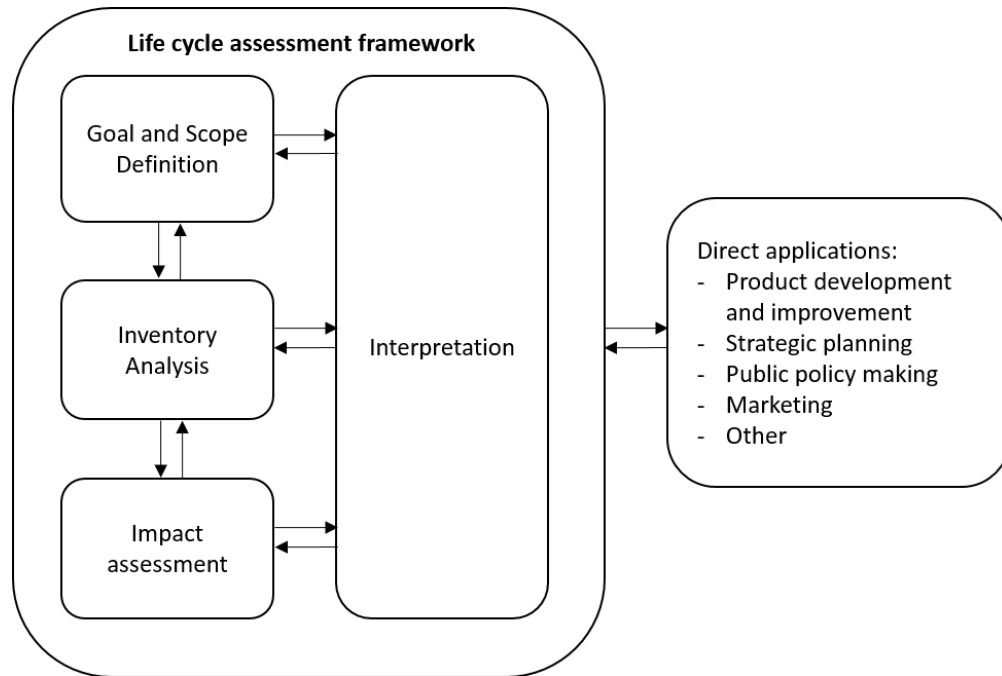 Life cycle assessment framework
Goal and Scope
Definition
Inventory
Analysis
Impact
assessment
Interpretation
Direct applications:
- Product development
and improvement
- Strategic planning
- Public policy making
- Marketing
- Other